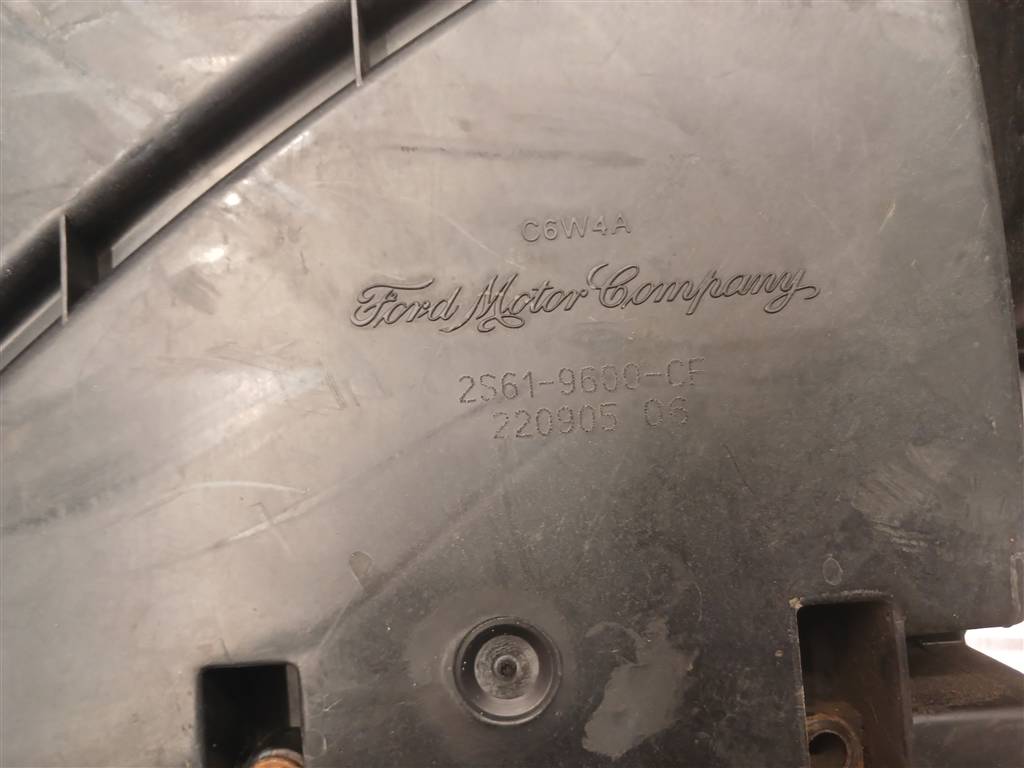 C6W4A
Ford Motor Company
2S61-9600-CF
220905 06